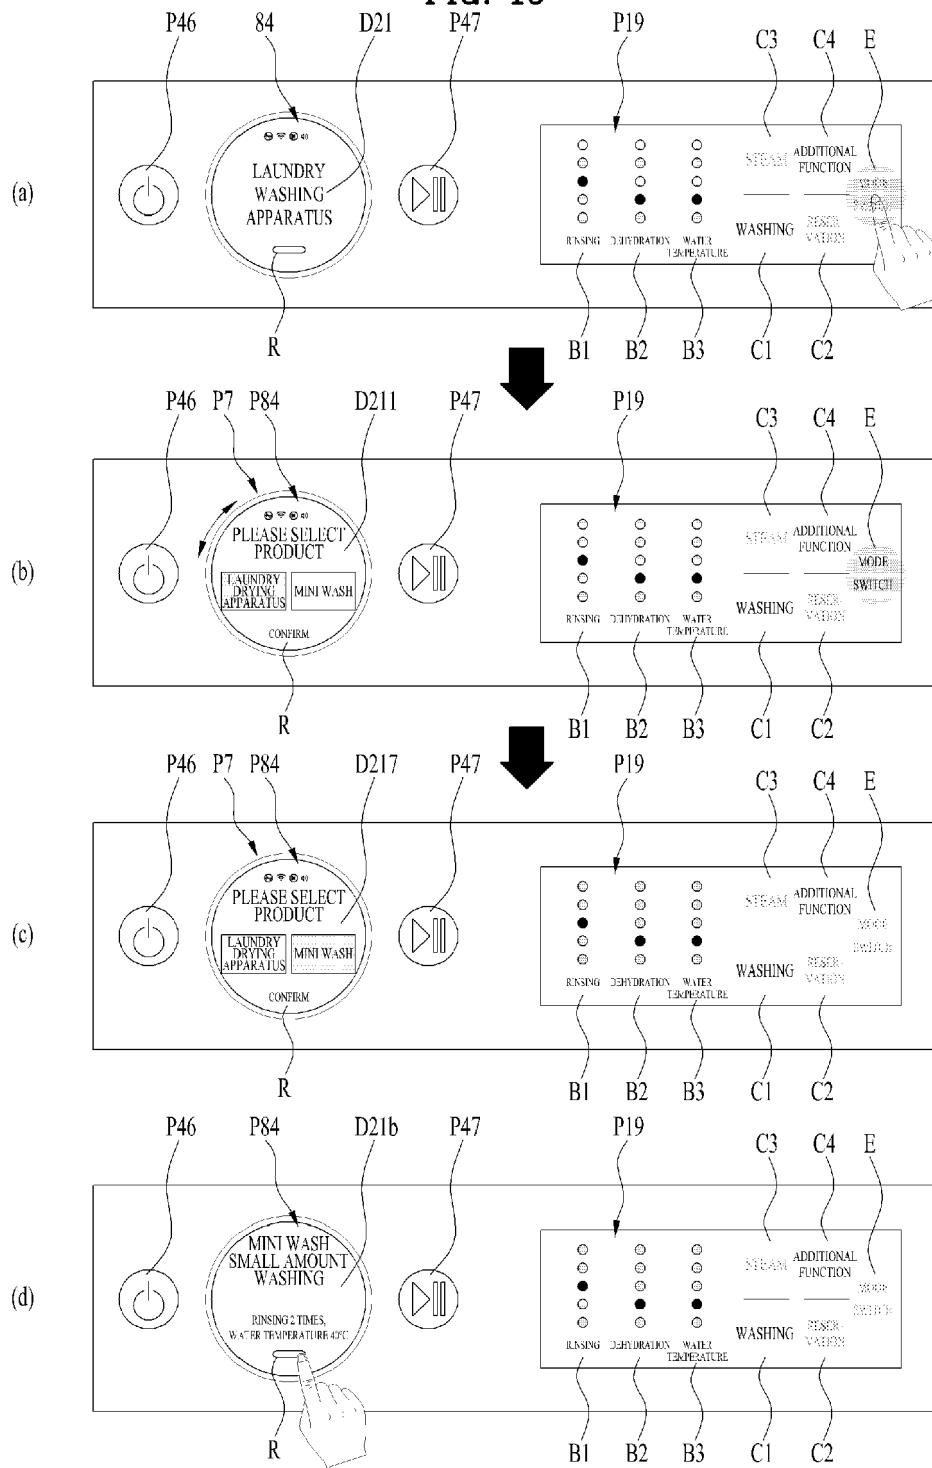 P46 84 D21 P47 P19 C3 C4 E
(a)
LAUNDRY
WASHING
APPARATUS
STEAM
ADDITIONAL
FUNCTION
RINSING DEHYDRATION WATER
TEMPERATURE
WASHING
RESER-
VATION
R B1 B2 B3 C1 C2
P46 P7 P84 D211 P47 P19 C3 C4 E
(b)
PLEASE SELECT
PRODUCT
LAUNDRY
DRYING
APPARATUS
MINI WASH
CONFIRM
STEAM
ADDITIONAL
FUNCTION
MODE
SWITCH
RINSING DEHYDRATION WATER
TEMPERATURE
WASHING
RESER-
VATION
R B1 B2 B3 C1 C2
P46 P7 P84 D217 P47 P19 C3 C4 E
(c)
PLEASE SELECT
PRODUCT
LAUNDRY
DRYING
APPARATUS
MINI WASH
CONFIRM
STEAM
ADDITIONAL
FUNCTION
MODE
SWITCH
RINSING DEHYDRATION WATER
TEMPERATURE
WASHING
RESER-
VATION
R B1 B2 B3 C1 C2
P46 P84 D21b P47 P19 C3 C4 E
(d)
MINI WASH
SMALL AMOUNT
WASHING
RINSING 2 TIMES,
WATER TEMPERATURE 40°C
STEAM
ADDITIONAL
FUNCTION
MODE
SWITCH
RINSING DEHYDRATION WATER
TEMPERATURE
WASHING
RESER-
VATION
R B1 B2 B3 C1 C2